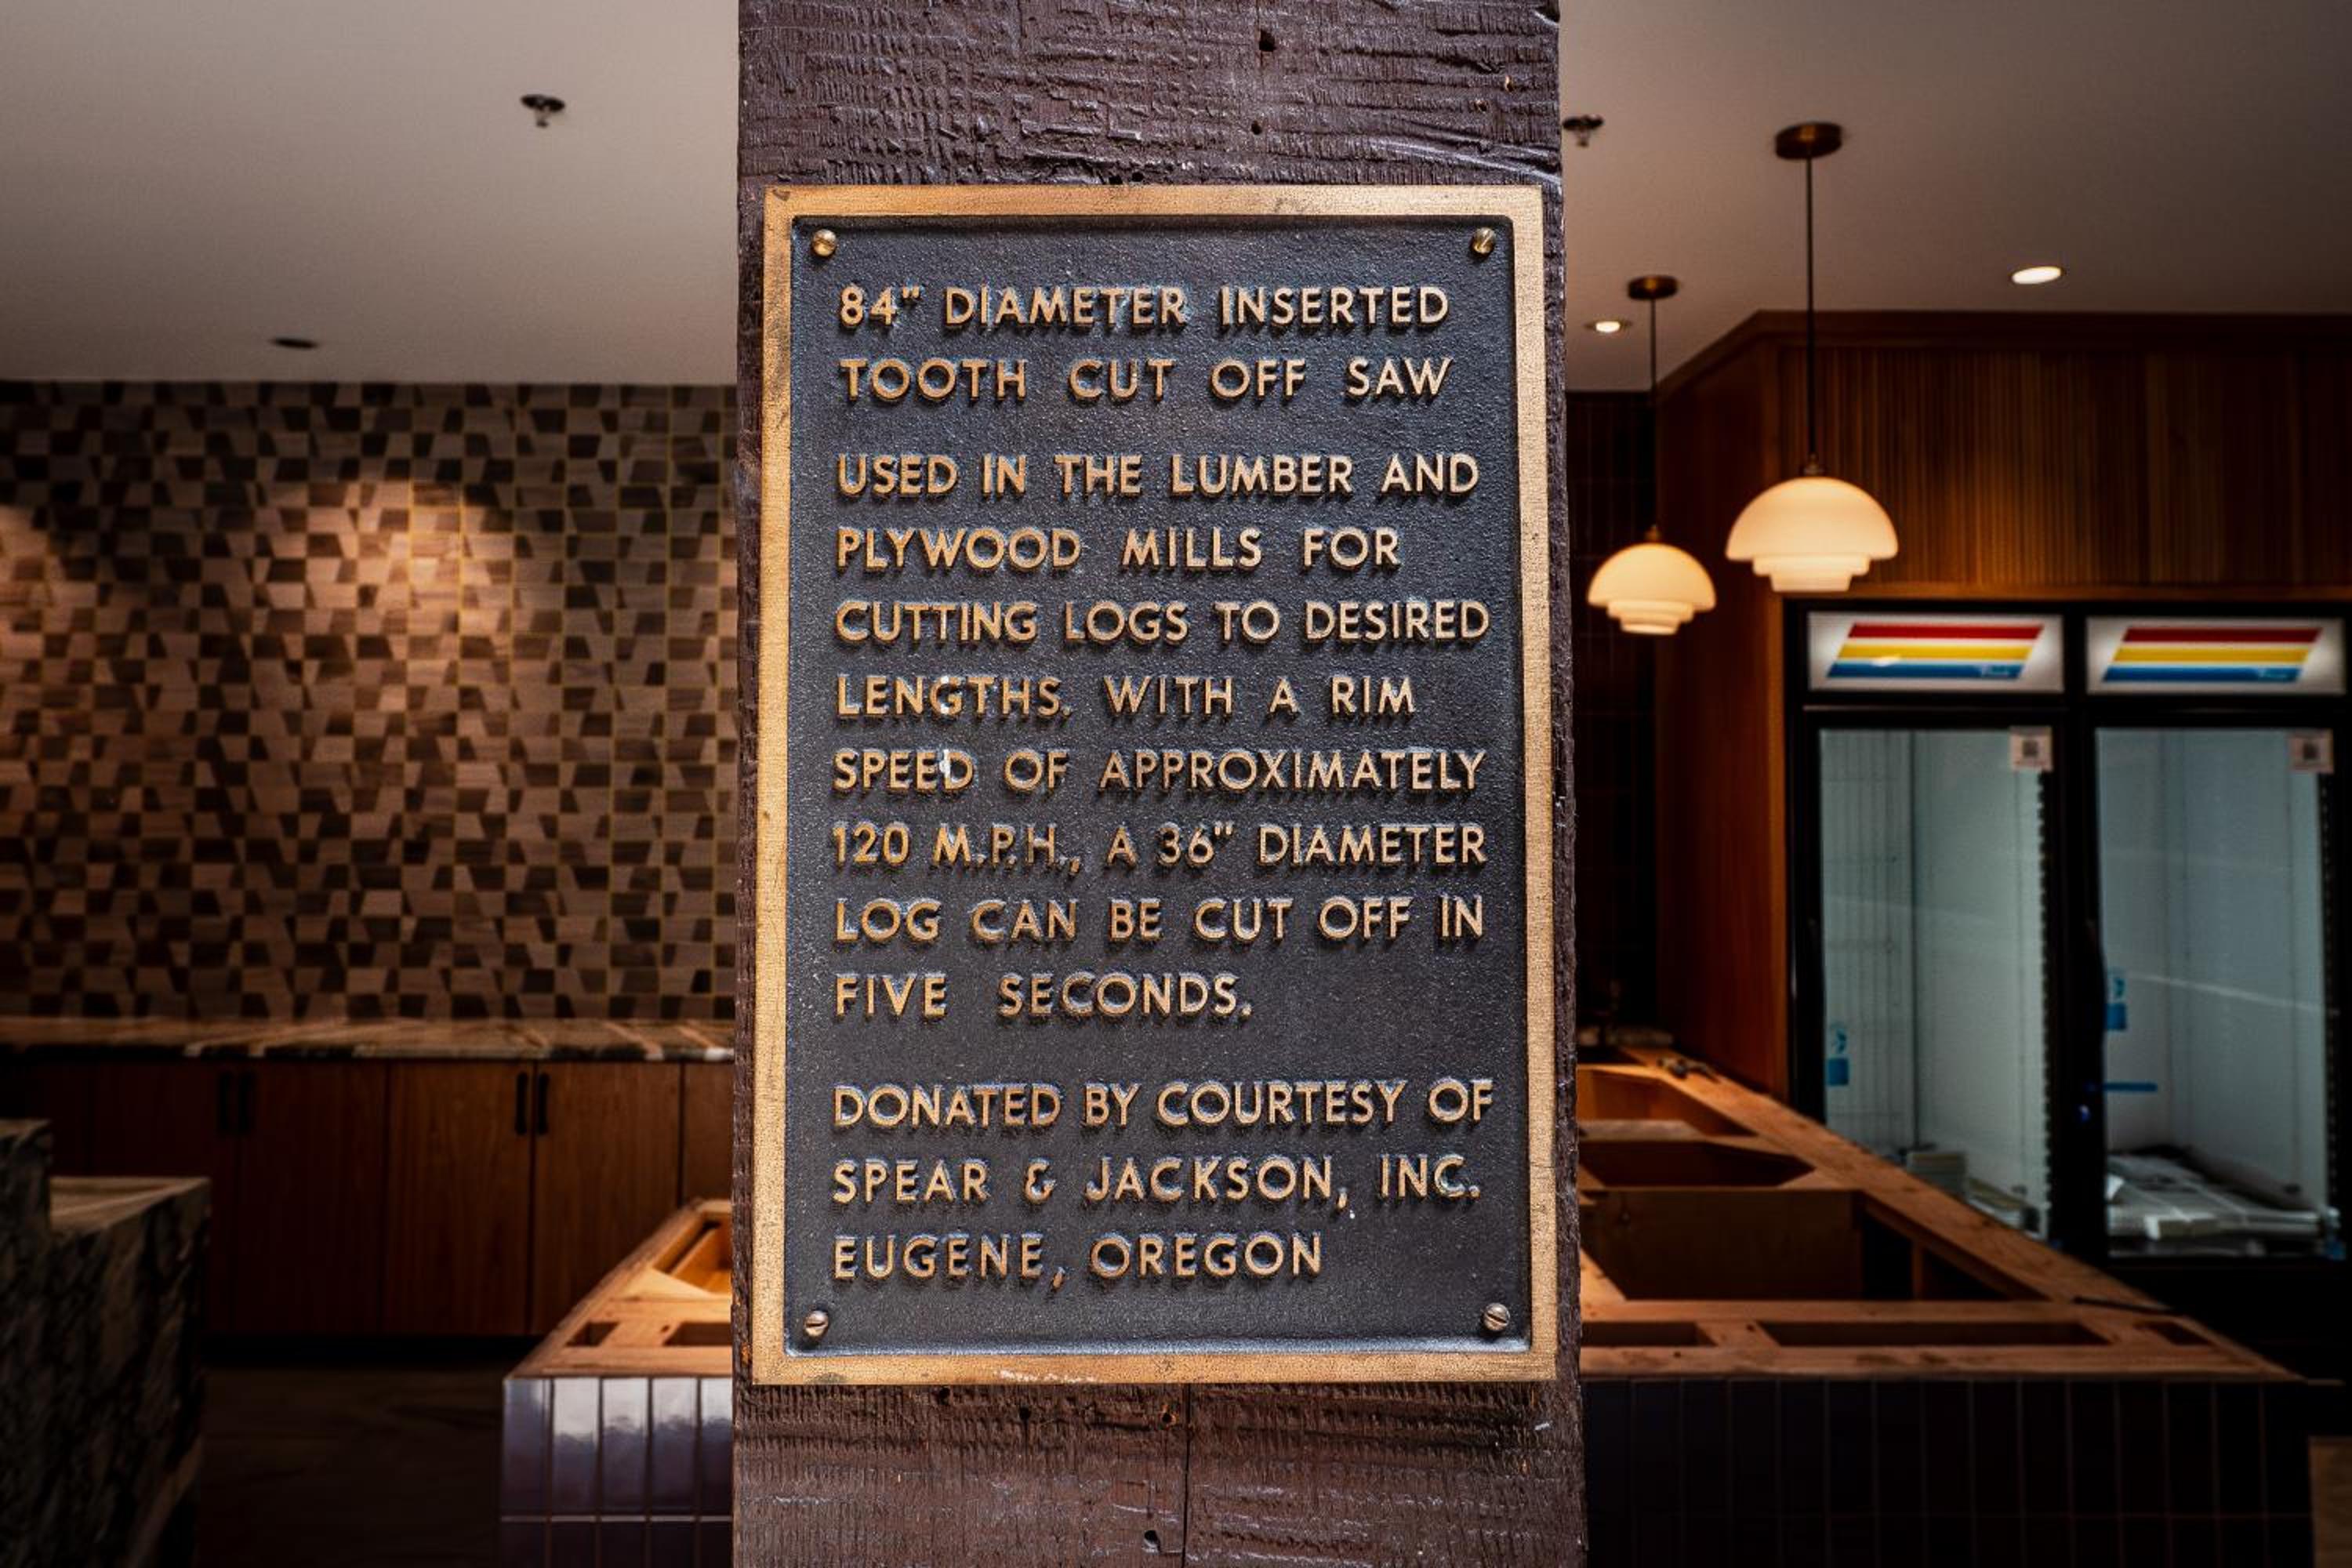 84" DIAMETER INSERTED
TOOTH CUT OFF SAW
USED IN THE LUMBER AND
PLYWOOD MILLS FOR
CUTTING LOGS TO DESIRED
LENGTHS. WITH A RIM
SPEED OF APPROXIMATELY
120 M.P.H., A 36" DIAMETER
LOG CAN BE CUT OFF IN
FIVE SECONDS.
DONATED BY COURTESY OF
SPEAR & JACKSON, INC.
EUGENE, OREGON